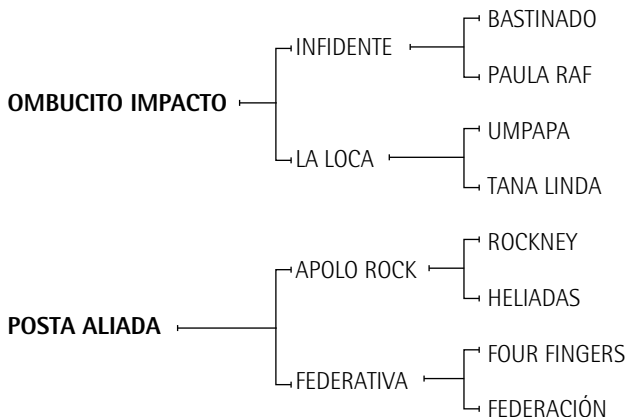 BASTINADO
INFIDENTE
PAULA RAF
OMBUCITO IMPACTO
UMPAPA
LA LOCA
TANA LINDA
ROCKNEY
APOLO ROCK
HELIADAS
POSTA ALIADA
FOUR FINGERS
FEDERATIVA
FEDERACIÓN